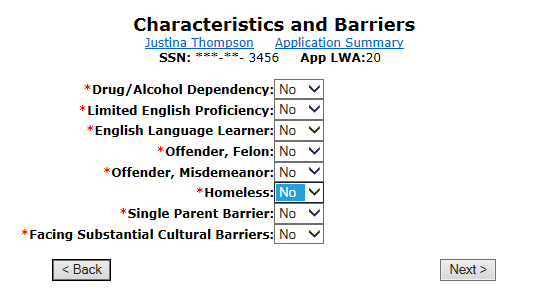 Characteristics and Barriers
Justina Thompson Application Summary
SSN: ***-**- 3456 App LWA:20
*Drug/Alcohol Dependency: No
*Limited English Proficiency: No
*English Language Learner: No
*Offender, Felon: No
*Offender, Misdemeanor: No
*Homeless: No
*Single Parent Barrier: No
*Facing Substantial Cultural Barriers: No
< Back Next >